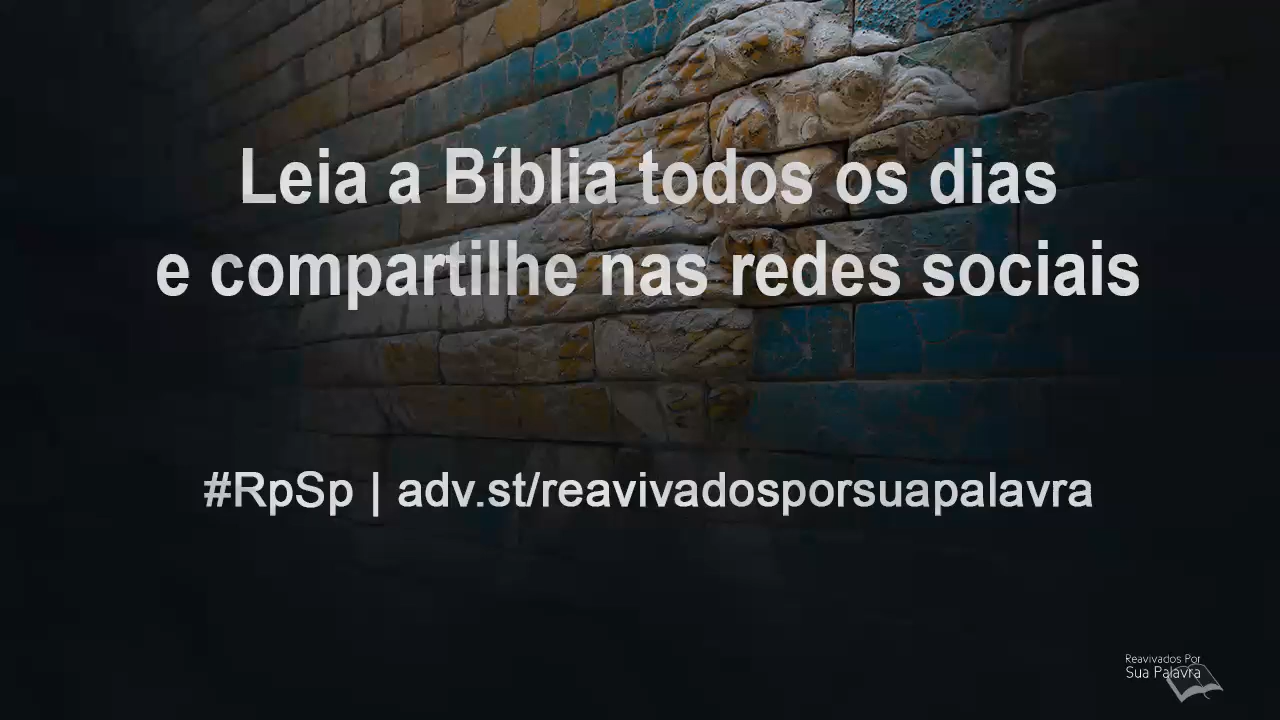 Leia a Bíblia todos os dias
e compartilhe nas redes sociais
#RpSp | adv.st/reavivadosporsuapalavra
Reavivados Por
Sua Palavra